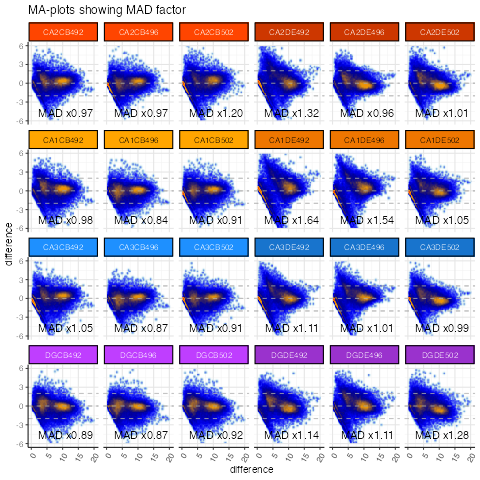 MA-plots showing MAD factor
CA2CB492 CA2CB496 CA2CB502 CA2DE492 CA2DE496 CA2DE502
6
3
0
-3
-6
MAD x0.97 MAD x0.97 MAD x1.20 MAD x1.32 MAD x0.96 MAD x1.01
CA1CB492 CA1CB496 CA1CB502 CA1DE492 CA1DE496 CA1DE502
6
3
0
-3
-6
MAD x0.98 MAD x0.84 MAD x0.91 MAD x1.64 MAD x1.54 MAD x1.05
difference
CA3CB492 CA3CB496 CA3CB502 CA3DE492 CA3DE496 CA3DE502
6
3
0
-3
-6
MAD x1.05 MAD x0.87 MAD x0.91 MAD x1.11 MAD x1.01 MAD x0.99
DGCB492 DGCB496 DGCB502 DGDE492 DGDE496 DGDE502
6
3
0
-3
-6
MAD x0.89 MAD x0.87 MAD x0.92 MAD x1.14 MAD x1.11 MAD x1.28
0 5 10 15 20 0 5 10 15 20 0 5 10 15 20 0 5 10 15 20 0 5 10 15 20 0 5 10 15 20
difference